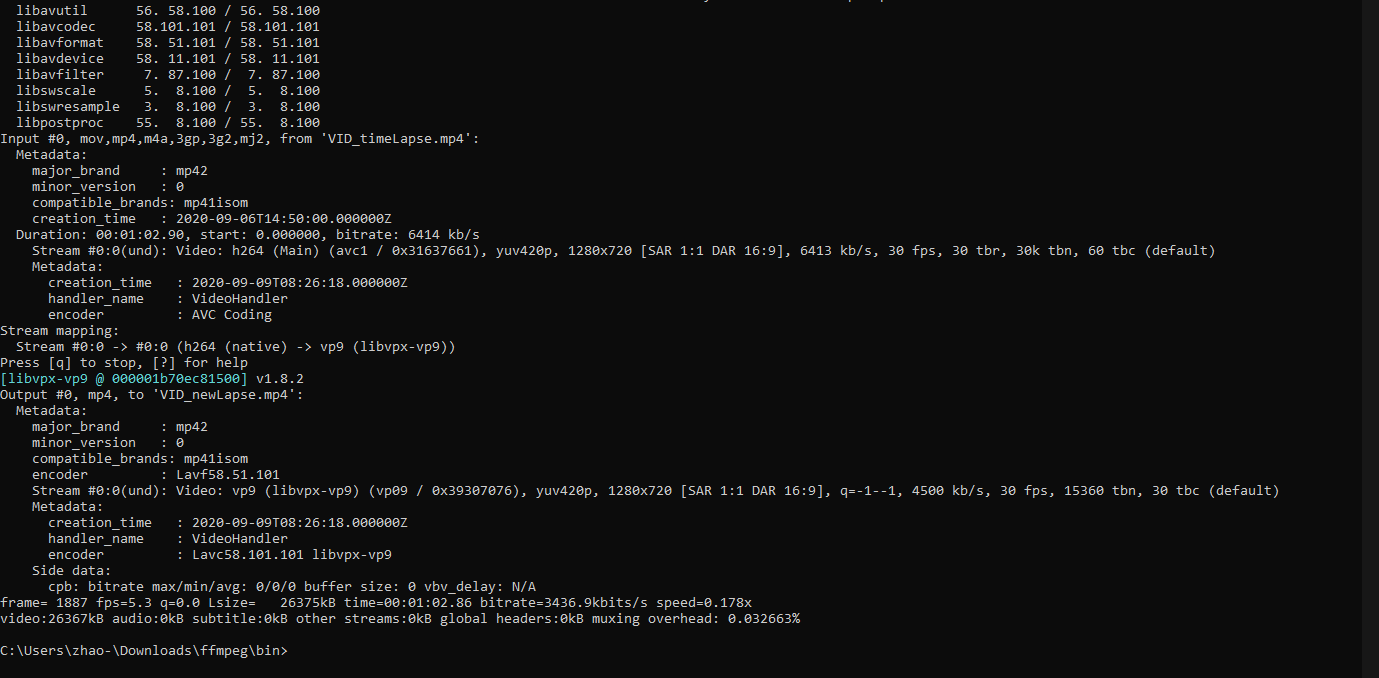 libavutil      56. 58.100 / 56. 58.100
libavcodec     58.101.101 / 58.101.101
libavformat    58. 51.101 / 58. 51.101
libavdevice    58. 11.101 / 58. 11.101
libavfilter     7. 87.100 /  7. 87.100
libswscale      5.  8.100 /  5.  8.100
libswresample   3.  8.100 /  3.  8.100
libpostproc    55.  8.100 / 55.  8.100
Input #0, mov,mp4,m4a,3gp,3g2,mj2, from 'VID_timeLapse.mp4':
  Metadata:
    major_brand     : mp42
    minor_version   : 0
    compatible_brands: mp41isom
    creation_time   : 2020-09-06T14:50:00.000000Z
  Duration: 00:01:02.90, start: 0.000000, bitrate: 6414 kb/s
    Stream #0:0(und): Video: h264 (Main) (avc1 / 0x31637661), yuv420p, 1280x720 [SAR 1:1 DAR 16:9], 6413 kb/s, 30 fps, 30 tbr, 30k tbn, 60 tbc (default)
    Metadata:
      creation_time   : 2020-09-09T08:26:18.000000Z
      handler_name    : VideoHandler
      encoder         : AVC Coding
Stream mapping:
  Stream #0:0 -> #0:0 (h264 (native) -> vp9 (libvpx-vp9))
Press [q] to stop, [?] for help
[libvpx-vp9 @ 000001b70ec81500] v1.8.2
Output #0, mp4, to 'VID_newLapse.mp4':
  Metadata:
    major_brand     : mp42
    minor_version   : 0
    compatible_brands: mp41isom
    encoder         : Lavf58.51.101
    Stream #0:0(und): Video: vp9 (libvpx-vp9) (vp09 / 0x39307076), yuv420p, 1280x720 [SAR 1:1 DAR 16:9], q=-1--1, 4500 kb/s, 30 fps, 15360 tbn, 30 tbc (default)
    Metadata:
      creation_time   : 2020-09-09T08:26:18.000000Z
      handler_name    : VideoHandler
      encoder         : Lavc58.101.101 libvpx-vp9
    Side data:
      cpb: bitrate max/min/avg: 0/0/0 buffer size: 0 vbv_delay: N/A
frame= 1887 fps=5.3 q=0.0 Lsize=   26375kB time=00:01:02.86 bitrate=3436.9kbits/s speed=0.178x
video:26367kB audio:0kB subtitle:0kB other streams:0kB global headers:0kB muxing overhead: 0.032663%
C:\Users\zhao-\Downloads\ffmpeg\bin>